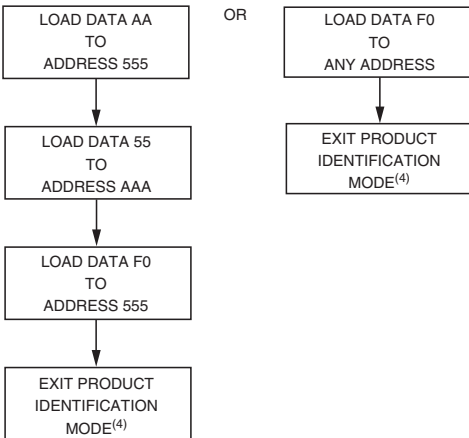 LOAD DATA AA
TO
ADDRESS 555
LOAD DATA 55
TO
ADDRESS AAA
LOAD DATA F0
TO
ADDRESS 555
EXIT PRODUCT
IDENTIFICATION
MODE(4)
OR
LOAD DATA F0
TO
ANY ADDRESS
EXIT PRODUCT
IDENTIFICATION
MODE(4)